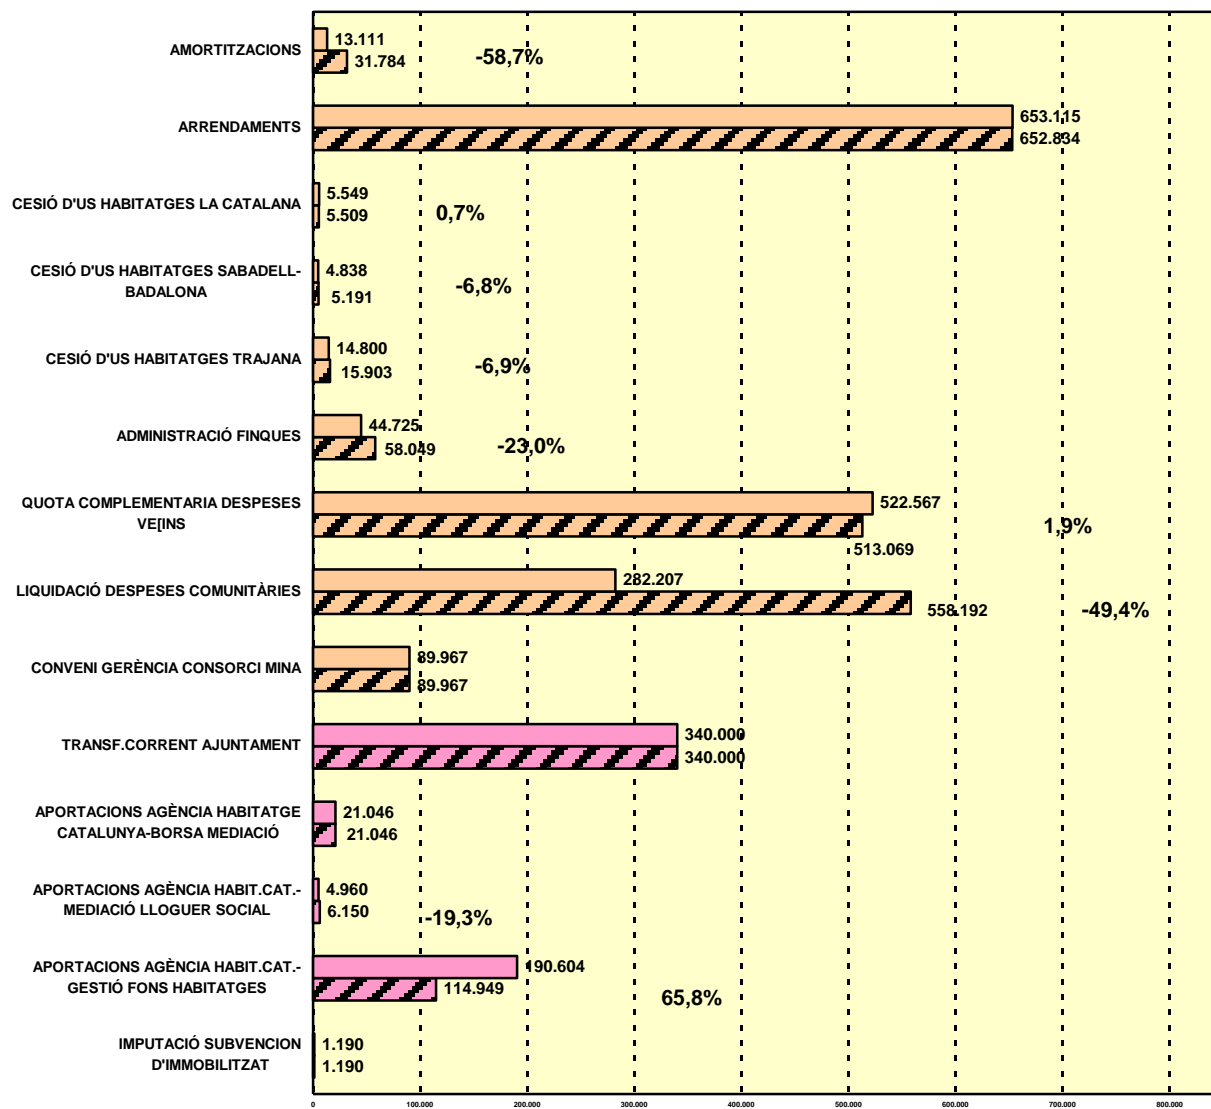 AMORTITZACIONS
13.111
31.784
-58,7%
ARRENDAMENTS
653.115
652.834
CESIÓ D'US HABITATGES LA CATALANA
5.549
5.509
0,7%
CESIÓ D'US HABITATGES SABADELL-
BADALONA
4.838
5.191
-6,8%
CESIÓ D'US HABITATGES TRAJANA
14.800
15.903
-6,9%
ADMINISTRACIÓ FINQUES
44.725
58.049
-23,0%
QUOTA COMPLEMENTARIA DESPESES
VE[INS
522.567
513.069
1,9%
LIQUIDACIÓ DESPESES COMUNITÀRIES
282.207
558.192
-49,4%
CONVENI GERÈNCIA CONSORCI MINA
89.967
89.967
TRANSF.CORRENT AJUNTAMENT
340.000
340.000
APORTACIONS AGÈNCIA HABITATGE
CATALUNYA-BORSA MEDIACIÓ
21.046
21.046
APORTACIONS AGÈNCIA HABIT.CAT.-
MEDIACIÓ LLOGUER SOCIAL
4.960
6.150
-19,3%
APORTACIONS AGÈNCIA HABIT.CAT.-
GESTIÓ FONS HABITATGES
190.604
114.949
65,8%
IMPUTACIÓ SUBVENCION
D'IMMOBILITZAT
1.190
1.190
0 100.000 200.000 300.000 400.000 500.000 600.000 700.000 800.000